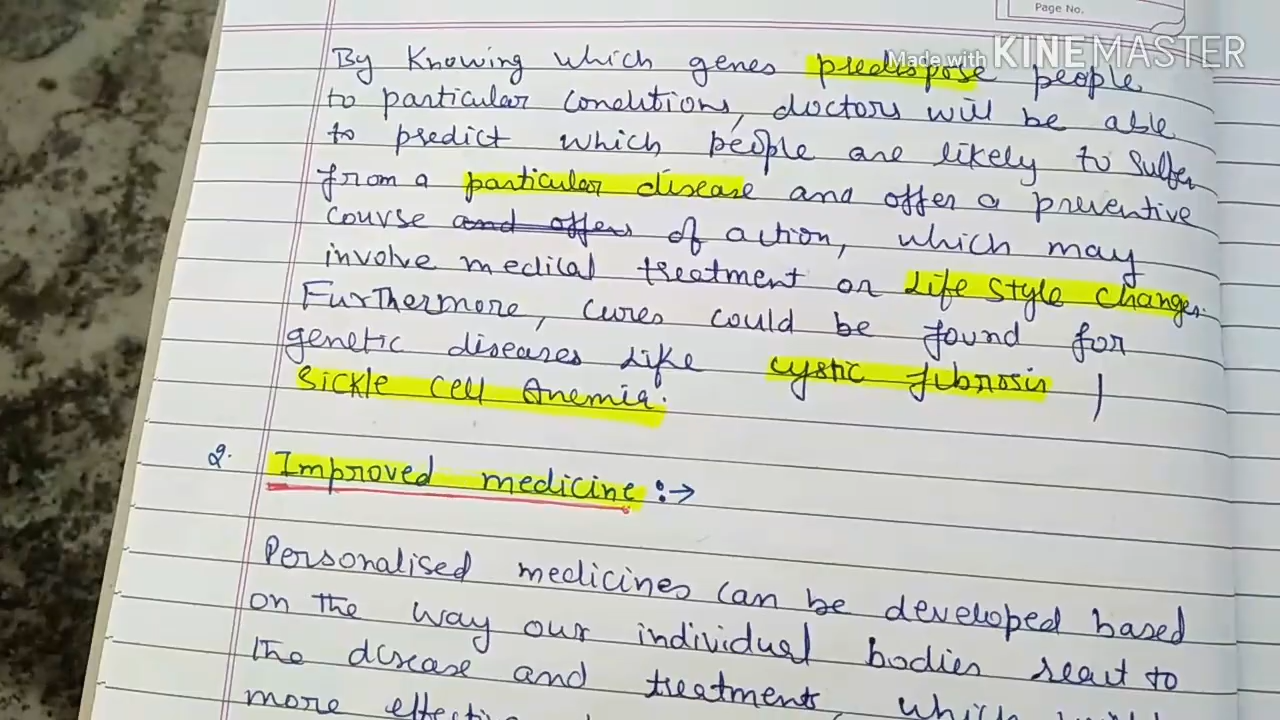 Page No.
Made with KINEMASTER
By Knowing which genes predispose people
to particular conditions, doctors will be able
to predict which people are likely to suffer
from a particular disease and offer a preventive
course and offers of action, which may
involve medical treatment or Life Style changes.
Furthermore, cures could be found for
genetic diseases like cystic fibrosis /
Sickle cell Anemia.
2. Improved medicine :→
Personalised medicines can be developed based
on the way our individual bodies react to
the disease and treatments, which
more